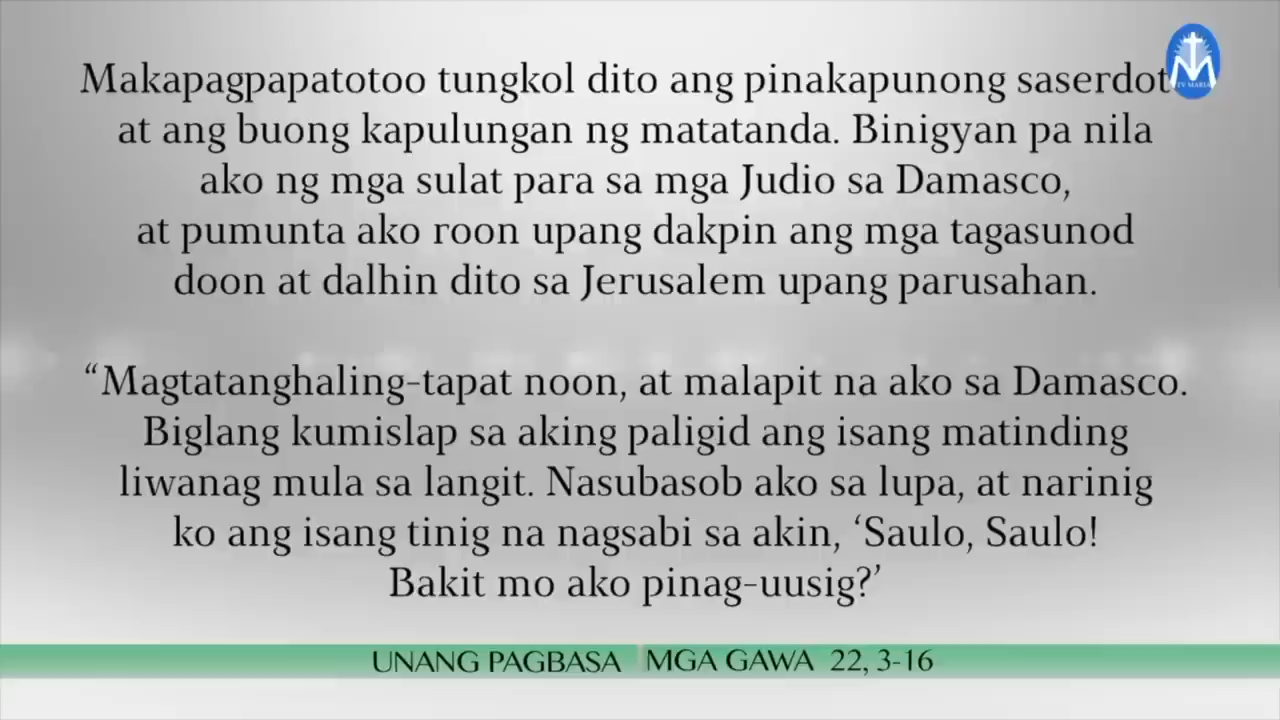 Makapagpapatotoo tungkol dito ang pinakapunong saserdot
at ang buong kapulungan ng matatanda. Binigyan pa nila
ako ng mga sulat para sa mga Judio sa Damasco,
at pumunta ako roon upang dakpin ang mga tagasunod
doon at dalhin dito sa Jerusalem upang parusahan.
“Magtatanghaling-tapat noon, at malapit na ako sa Damasco.
Biglang kumislap sa aking paligid ang isang matinding
liwanag mula sa langit. Nasubasob ako sa lupa, at narinig
ko ang isang tinig na nagsabi sa akin, ‘Saulo, Saulo!
Bakit mo ako pinag-uusig?’
UNANG PAGBASA MGA GAWA 22, 3-16
TV MARIA